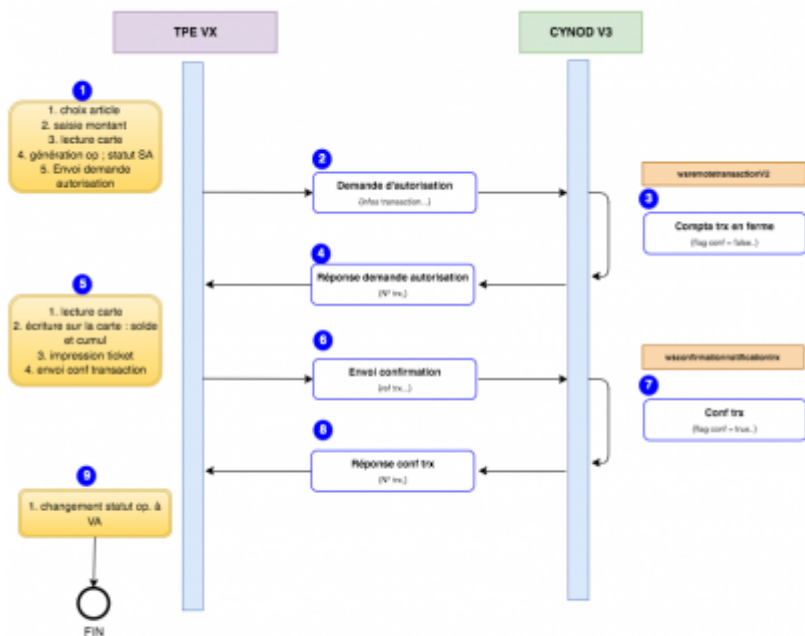 TPE VX
CYNOD V3
1
1. choix article
2. saisie montant
3. lecture carte
4. génération op ; statut SA
5. Envoi demande
autorisation
2
Demande d'autorisation
(infos transaction...)
wsremotetransactionV2
3
Compta trx en ferme
(flag conf = false..)
4
Réponse demande autorisation
(N° trx,)
5
1. lecture carte
2. écriture sur la carte : solde
et cumul
3. impression ticket
4. envoi conf transaction
6
Envoi confirmation
(ref trx...)
wsconfirmationnotificationtrx
7
Conf trx
(flag conf = true..)
8
Réponse conf trx
(N° trx,)
9
1. changement statut op. à
VA
FIN